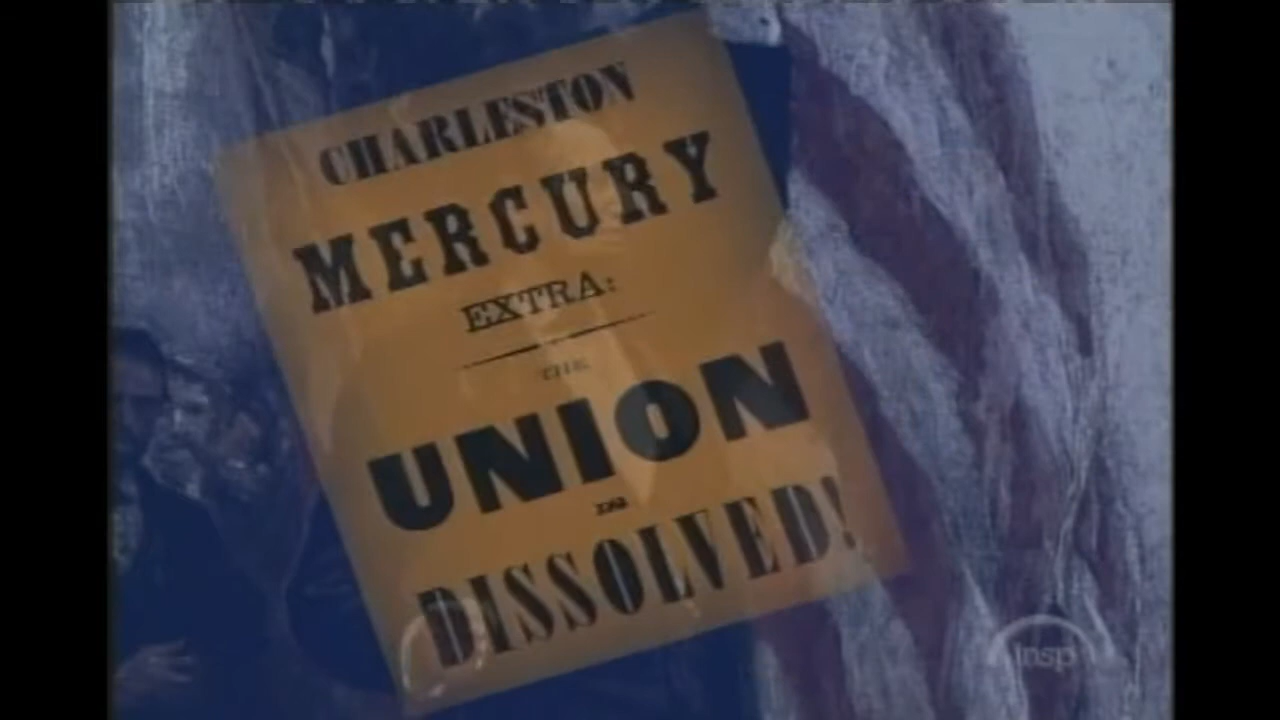 CHARLESTON
MERCURY
EXTRA:
THE
UNION
IS
DISSOLVED!
insp